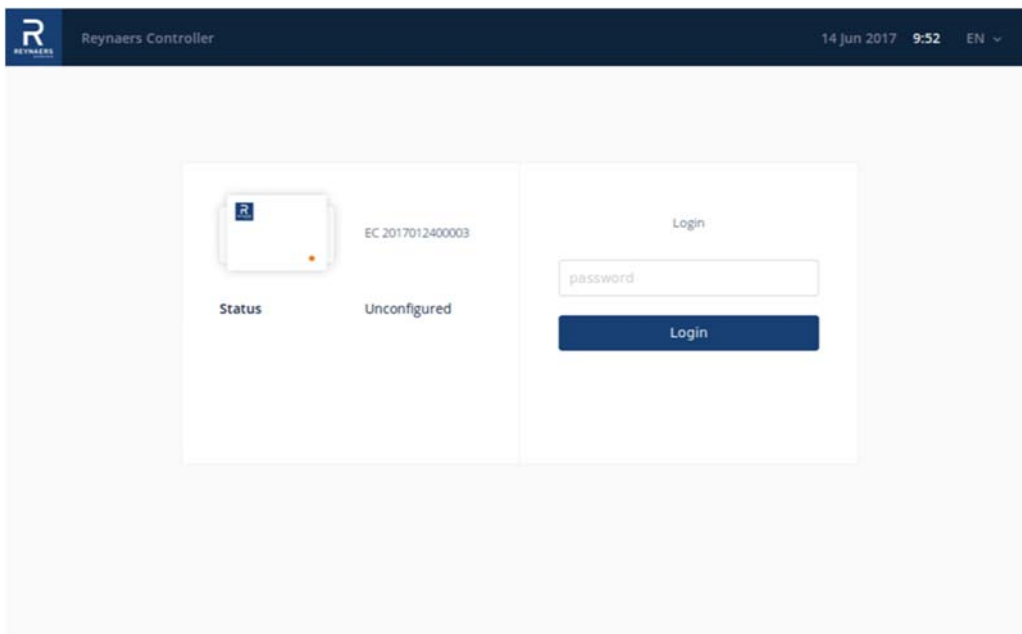 REYNAERS
Reynaers Controller
14 Jun 2017 9:52 EN
EC 2017012400003
Status Unconfigured
Login
password
Login